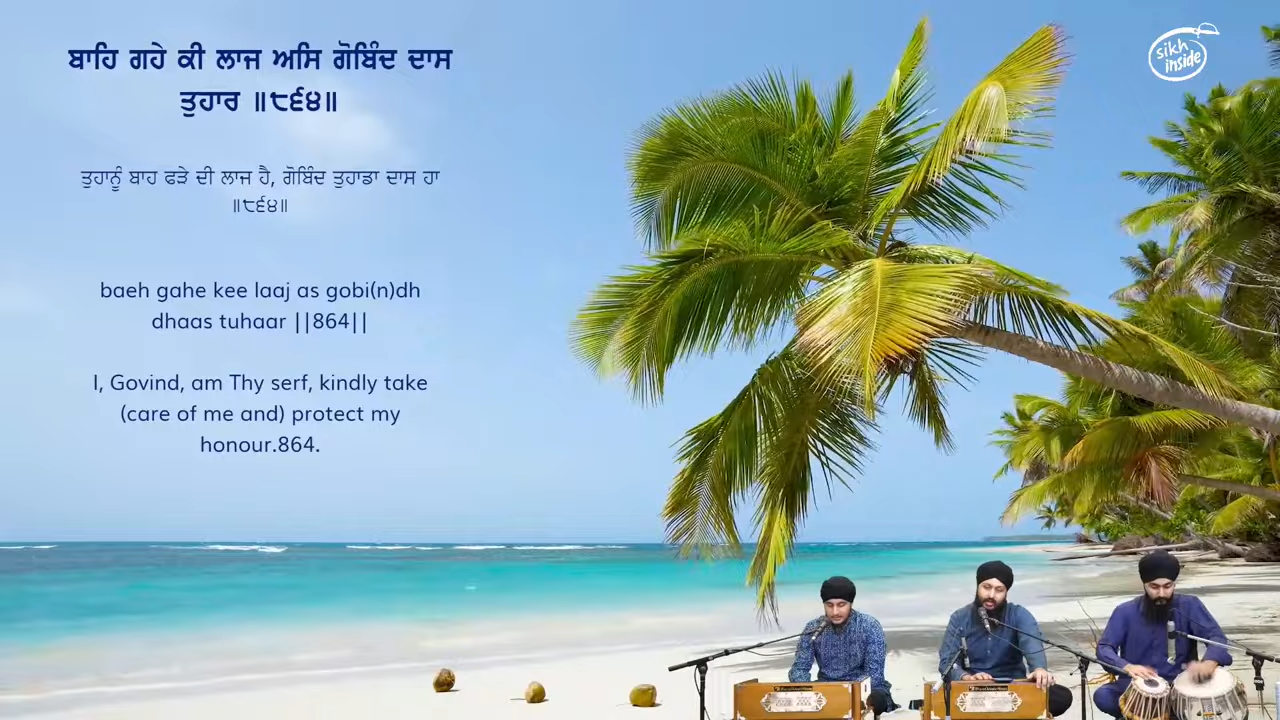 ਬਾਹਿ ਗਹੇ ਕੀ ਲਾਜ ਅਸਿ ਗੋਬਿੰਦ ਦਾਸ
ਤੁਹਾਰ ॥੮੬੪॥
ਤੁਹਾਨੂੰ ਬਾਹ ਫੜੇ ਦੀ ਲਾਜ ਹੈ, ਗੋਬਿੰਦ ਤੁਹਾਡਾ ਦਾਸ ਹਾ
॥੮੬੪॥
baeh gahe kee laaj as gobi(n)dh
dhaas tuhaar ||864||
I, Govind, am Thy serf, kindly take
(care of me and) protect my
honour.864.
sikh
inside